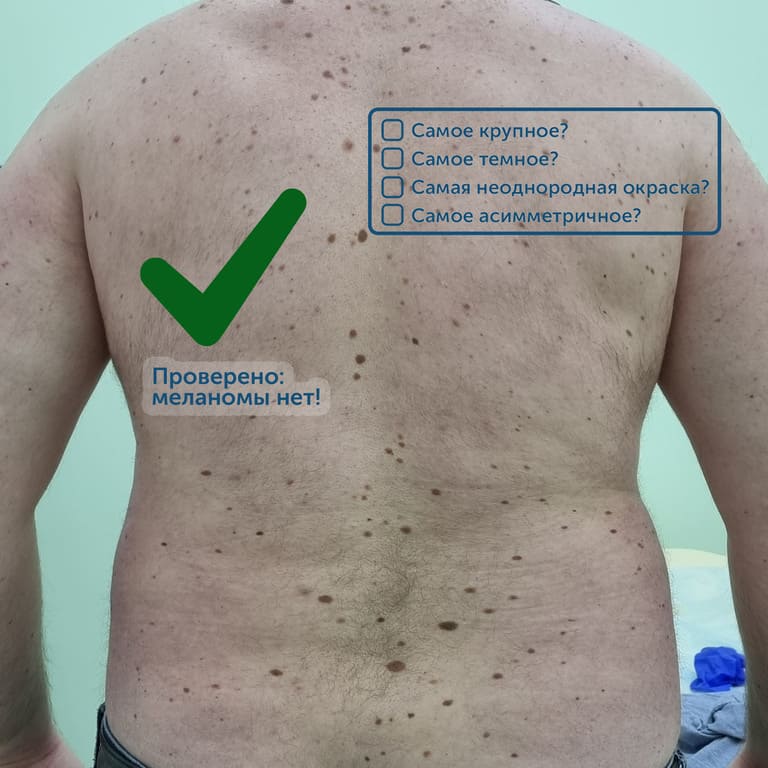 Самое крупное?
Самое темное?
Самая неоднородная окраска?
Самое асимметричное?
Проверено:
меланомы нет!